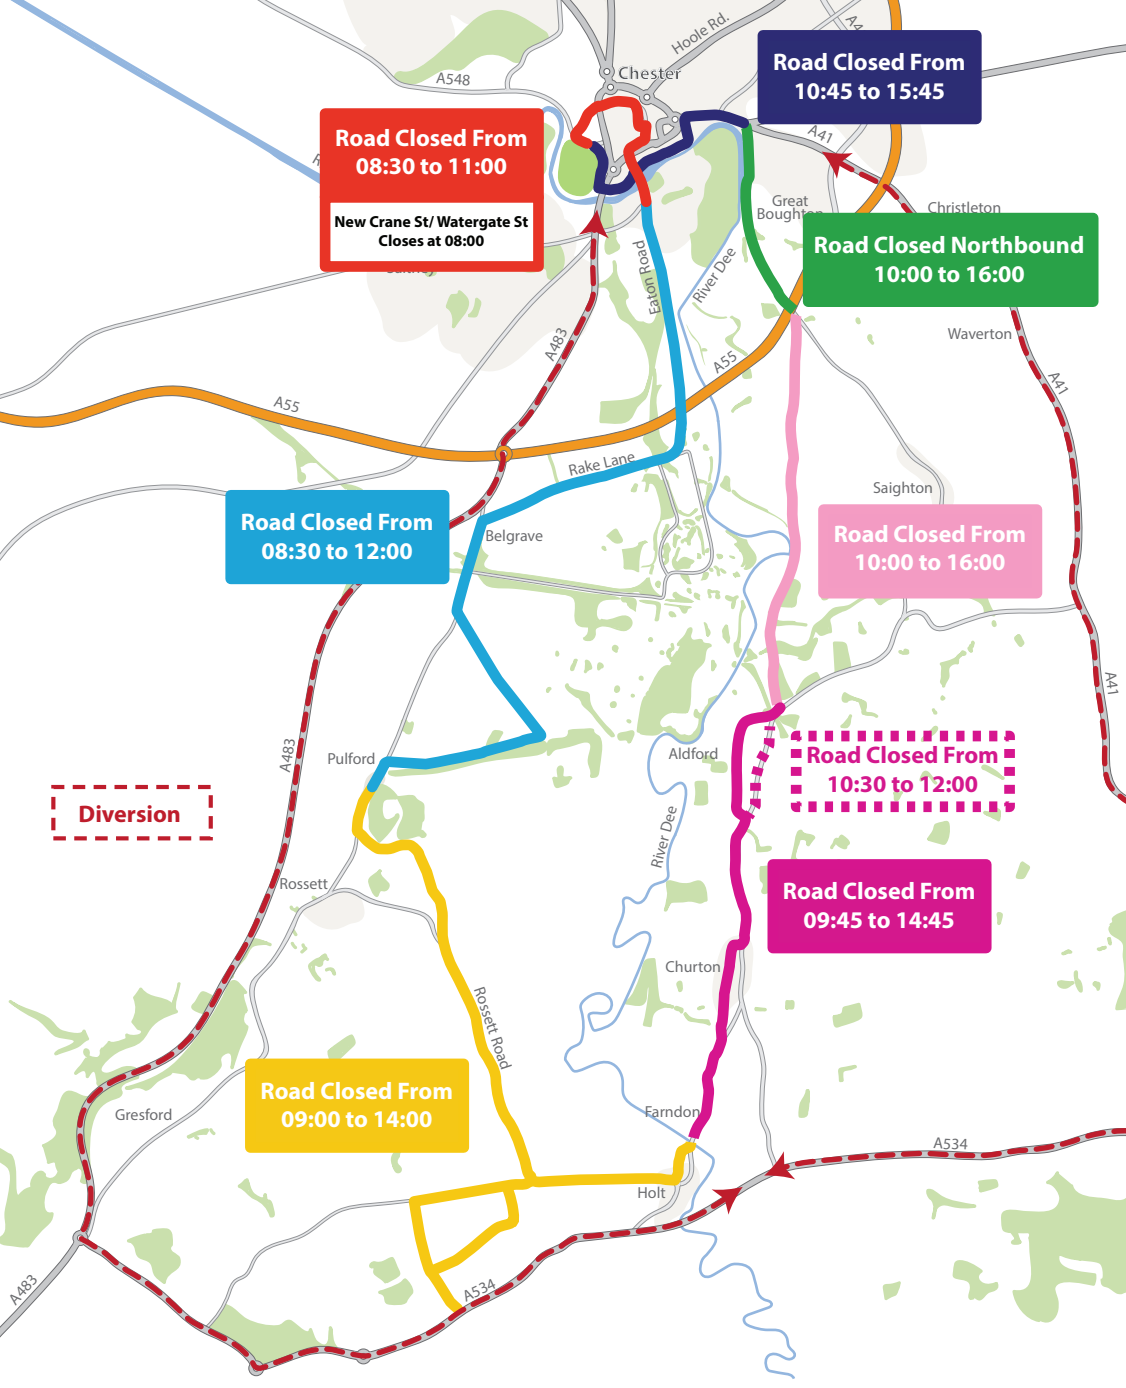 Hoole Rd.
A548
Chester
Road Closed From
10:45 to 15:45
A41
Road Closed From
08:30 to 11:00
New Crane St/ Watergate St
Closes at 08:00
Great
Boughton
Christleton
Road Closed Northbound
10:00 to 16:00
Eaton Road
River Dee
Waverton
A483
A55
A41
A55
Rake Lane
Saighton
Road Closed From
08:30 to 12:00
Belgrave
Road Closed From
10:00 to 16:00
A41
A483
Pulford
Aldford
Road Closed From
10:30 to 12:00
Diversion
River Dee
Rossett
Road Closed From
09:45 to 14:45
Churton
Rossett Road
Road Closed From
09:00 to 14:00
Gresford
Farndon
A534
Holt
A483
A534